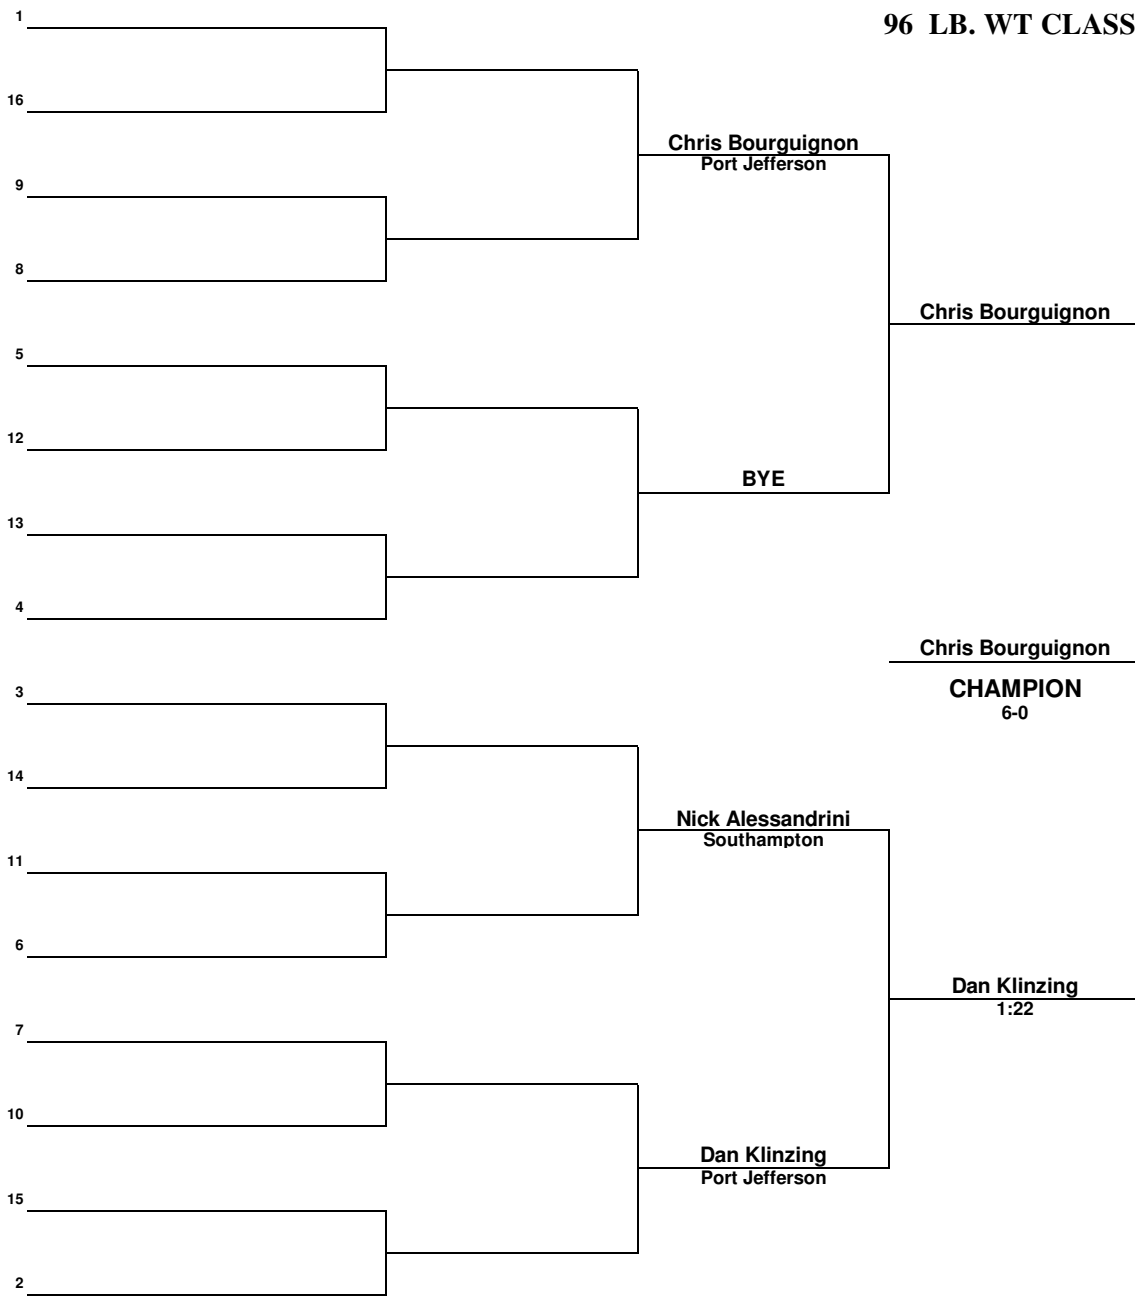 1
96 LB. WT CLASS
16
Chris Bourguignon
Port Jefferson
9
8
Chris Bourguignon
5
12
BYE
13
4
Chris Bourguignon
CHAMPION
6-0
3
14
Nick Alessandrini
Southampton
11
6
Dan Klinzing
1:22
7
10
Dan Klinzing
Port Jefferson
15
2